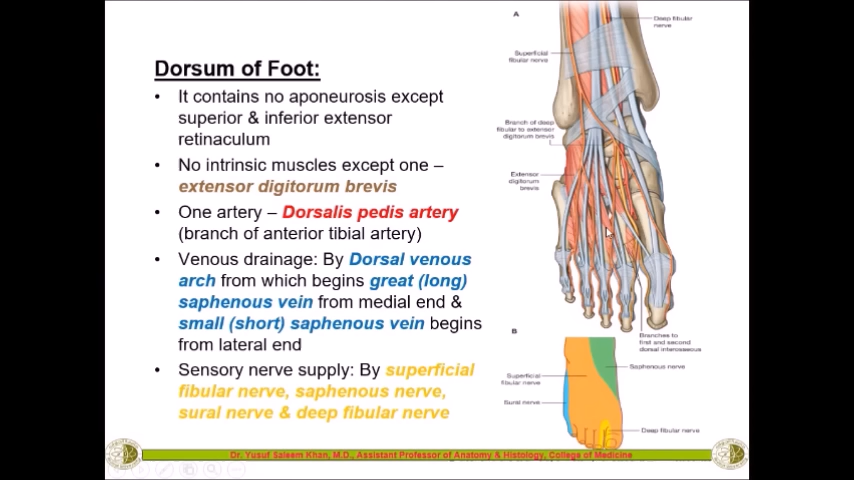 Dorsum of Foot:
• It contains no aponeurosis except
superior & inferior extensor
retinaculum
• No intrinsic muscles except one –
extensor digitorum brevis
• One artery – Dorsalis pedis artery
(branch of anterior tibial artery)
• Venous drainage: By Dorsal venous
arch from which begins great (long)
saphenous vein from medial end &
small (short) saphenous vein begins
from lateral end
• Sensory nerve supply: By superficial
fibular nerve, saphenous nerve,
sural nerve & deep fibular nerve
A
Deep fibular
nerve
Superficial
fibular nerve
Branch of deep
fibular to extensor
digitorum brevis
Extensor
digitorum
brevis
Branches to
first and second
dorsal interosseous
B
Superficial
fibular nerve
Saphenous nerve
Sural nerve
Deep fibular nerve
Dr. Yusuf Saleem Khan, M.D., Assistant Professor of Anatomy & Histology, College of Medicine